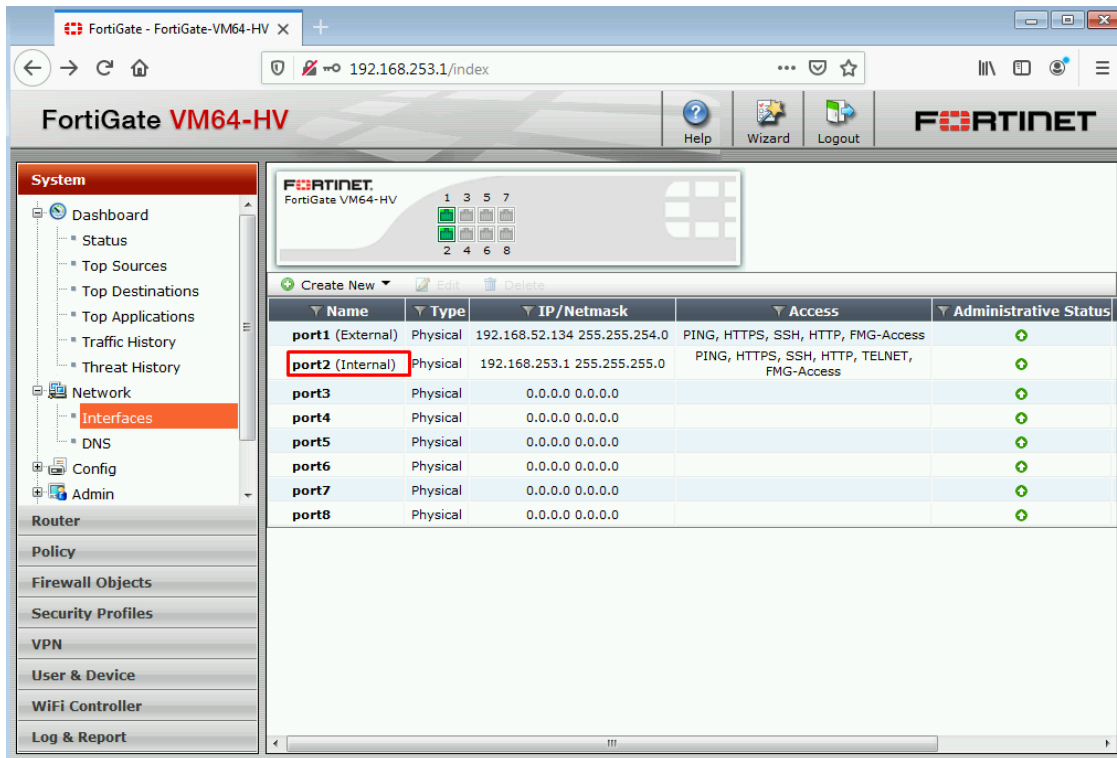 FortiGate - FortiGate-VM64-HV
192.168.253.1/index
FortiGate VM64-HV
Help
Wizard
Logout
FORTINET
System
Dashboard
Status
Top Sources
Top Destinations
Top Applications
Traffic History
Threat History
Network
Interfaces
DNS
Config
Admin
Router
Policy
Firewall Objects
Security Profiles
VPN
User & Device
WiFi Controller
Log & Report
FORTINET.
FortiGate VM64-HV
1 3 5 7
2 4 6 8
Create New Edit Delete
Name Type IP/Netmask Access Administrative Status
port1 (External) Physical 192.168.52.134 255.255.254.0 PING, HTTPS, SSH, HTTP, FMG-Access
port2 (Internal) Physical 192.168.253.1 255.255.255.0 PING, HTTPS, SSH, HTTP, TELNET,
FMG-Access
port3 Physical 0.0.0.0 0.0.0.0
port4 Physical 0.0.0.0 0.0.0.0
port5 Physical 0.0.0.0 0.0.0.0
port6 Physical 0.0.0.0 0.0.0.0
port7 Physical 0.0.0.0 0.0.0.0
port8 Physical 0.0.0.0 0.0.0.0